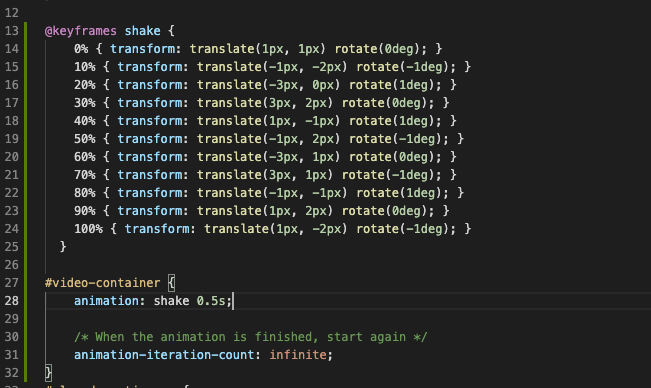 12
13 @keyframes shake {
14 0% { transform: translate(1px, 1px) rotate(0deg); }
15 10% { transform: translate(-1px, -2px) rotate(-1deg); }
16 20% { transform: translate(-3px, 0px) rotate(1deg); }
17 30% { transform: translate(3px, 2px) rotate(0deg); }
18 40% { transform: translate(1px, -1px) rotate(1deg); }
19 50% { transform: translate(-1px, 2px) rotate(-1deg); }
20 60% { transform: translate(-3px, 1px) rotate(0deg); }
21 70% { transform: translate(3px, 1px) rotate(-1deg); }
22 80% { transform: translate(-1px, -1px) rotate(1deg); }
23 90% { transform: translate(1px, 2px) rotate(0deg); }
24 100% { transform: translate(1px, -2px) rotate(-1deg); }
25 }
26
27 #video-container {
28 animation: shake 0.5s;
29
30 /* When the animation is finished, start again */
31 animation-iteration-count: infinite;
32 }